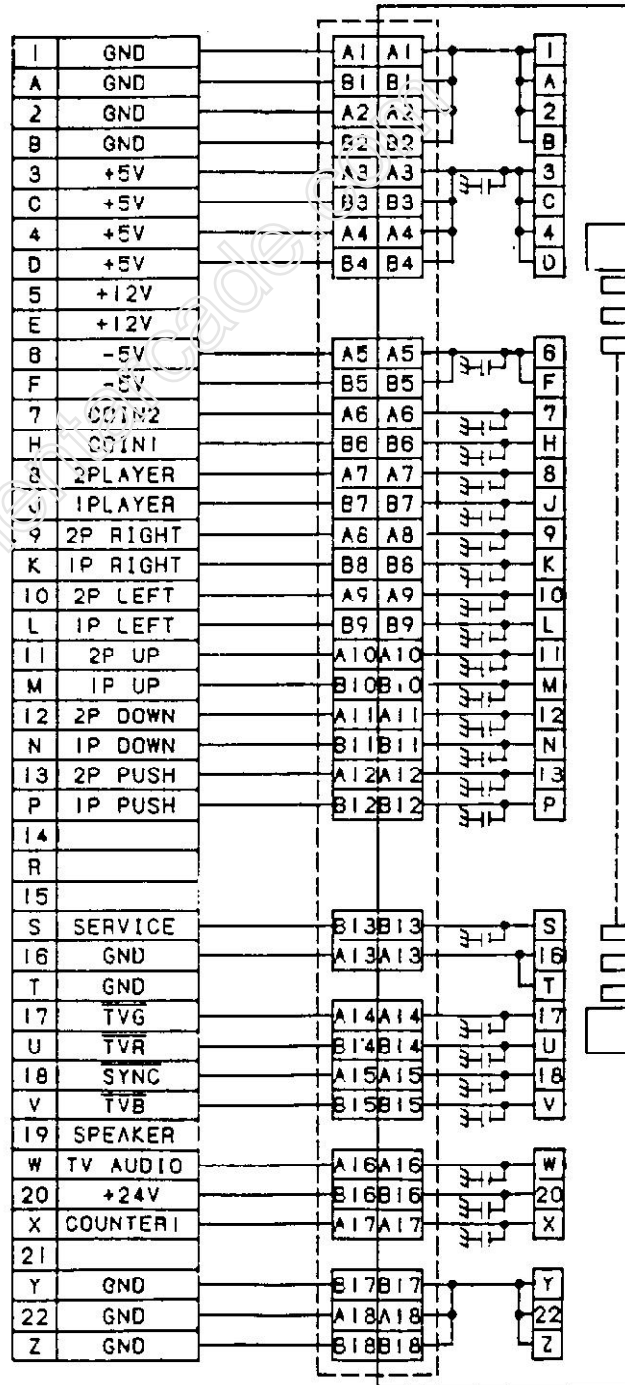 1 GND A1 A1 1
A GND B1 B1 A
2 GND A2 A2 2
B GND B2 B2 B
3 +5V A3 A3 3
C +5V B3 B3 C
4 +5V A4 A4 4
D +5V B4 B4 D
5 +12V
E +12V
6 -5V A5 A5 6
F -5V B5 B5 F
7 COIN2 A6 A6 7
H COIN1 B6 B6 H
8 2PLAYER A7 A7 8
J 1PLAYER B7 B7 J
9 2P RIGHT A8 A8 9
K 1P RIGHT B8 B8 K
10 2P LEFT A9 A9 10
L 1P LEFT B9 B9 L
11 2P UP A10 A10 11
M 1P UP B10 B10 M
12 2P DOWN A11 A11 12
N 1P DOWN B11 B11 N
13 2P PUSH A12 A12 13
P 1P PUSH B12 B12 P
14
R
15
S SERVICE B13 B13 S
16 GND A13 A13 16
T GND T
17 TVG A14 A14 17
U TVR B14 B14 U
18 SYNC A15 A15 18
V TVB B15 B15 V
19 SPEAKER
W TV AUDIO A16 A16 W
20 +24V B16 B16 20
X COUNTER1 A17 A17 X
21
Y GND B17 B17 Y
22 GND A18 A18 22
Z GND B18 B18 Z